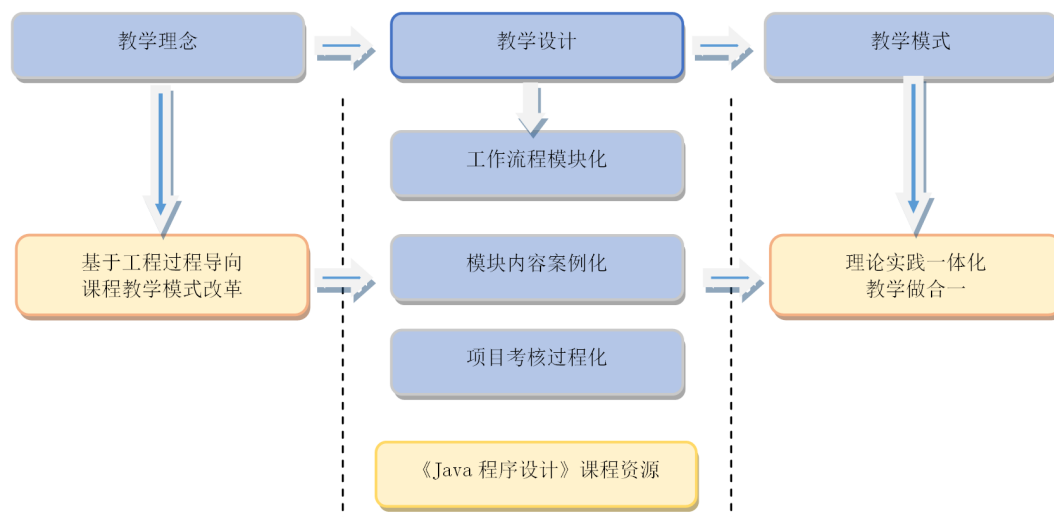 教学理念
教学设计
教学模式
工作流程模块化
基于工程过程导向
课程教学模式改革
模块内容案例化
理论实践一体化
教学做合一
项目考核过程化
《Java 程序设计》课程资源